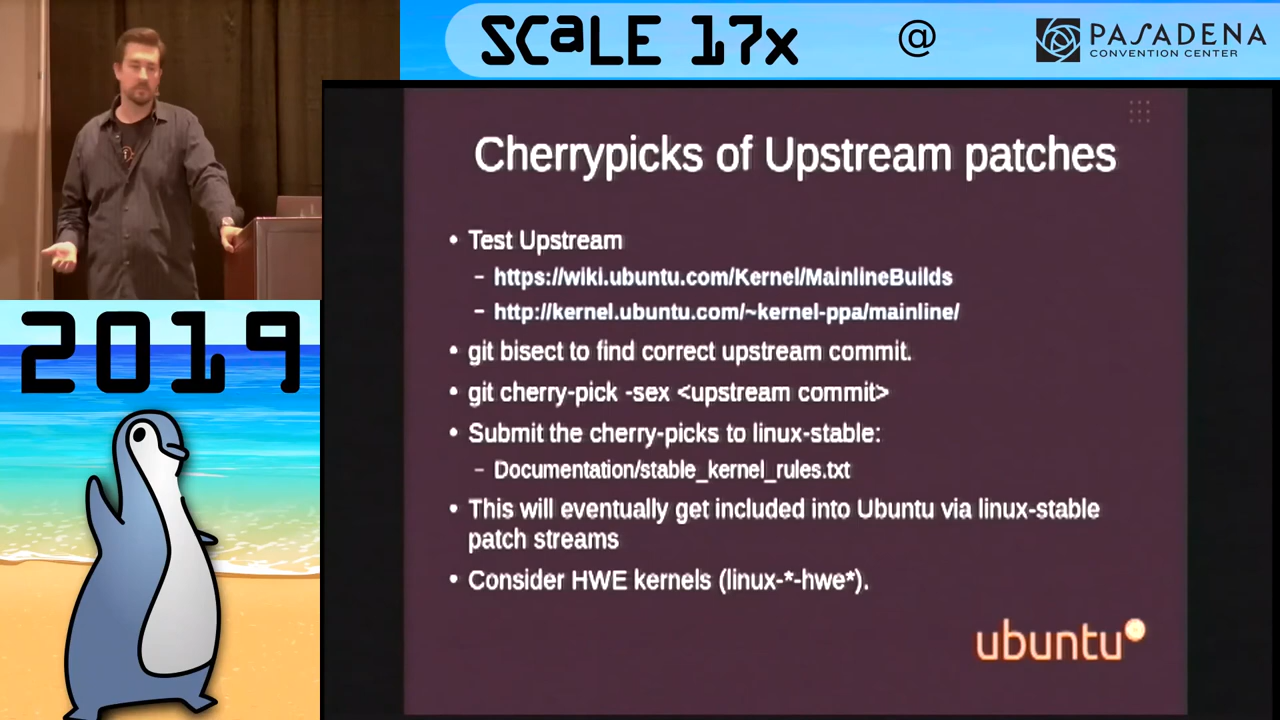 SCaLE 17x
@
PASADENA
CONVENTION CENTER
2019
Cherrypicks of Upstream patches
• Test Upstream
– https://wiki.ubuntu.com/Kernel/MainlineBuilds
– http://kernel.ubuntu.com/~kernel-ppa/mainline/
• git bisect to find correct upstream commit.
• git cherry-pick -sex <upstream commit>
• Submit the cherry-picks to linux-stable:
– Documentation/stable_kernel_rules.txt
• This will eventually get included into Ubuntu via linux-stable
patch streams
• Consider HWE kernels (linux-*-hwe*).
ubuntu